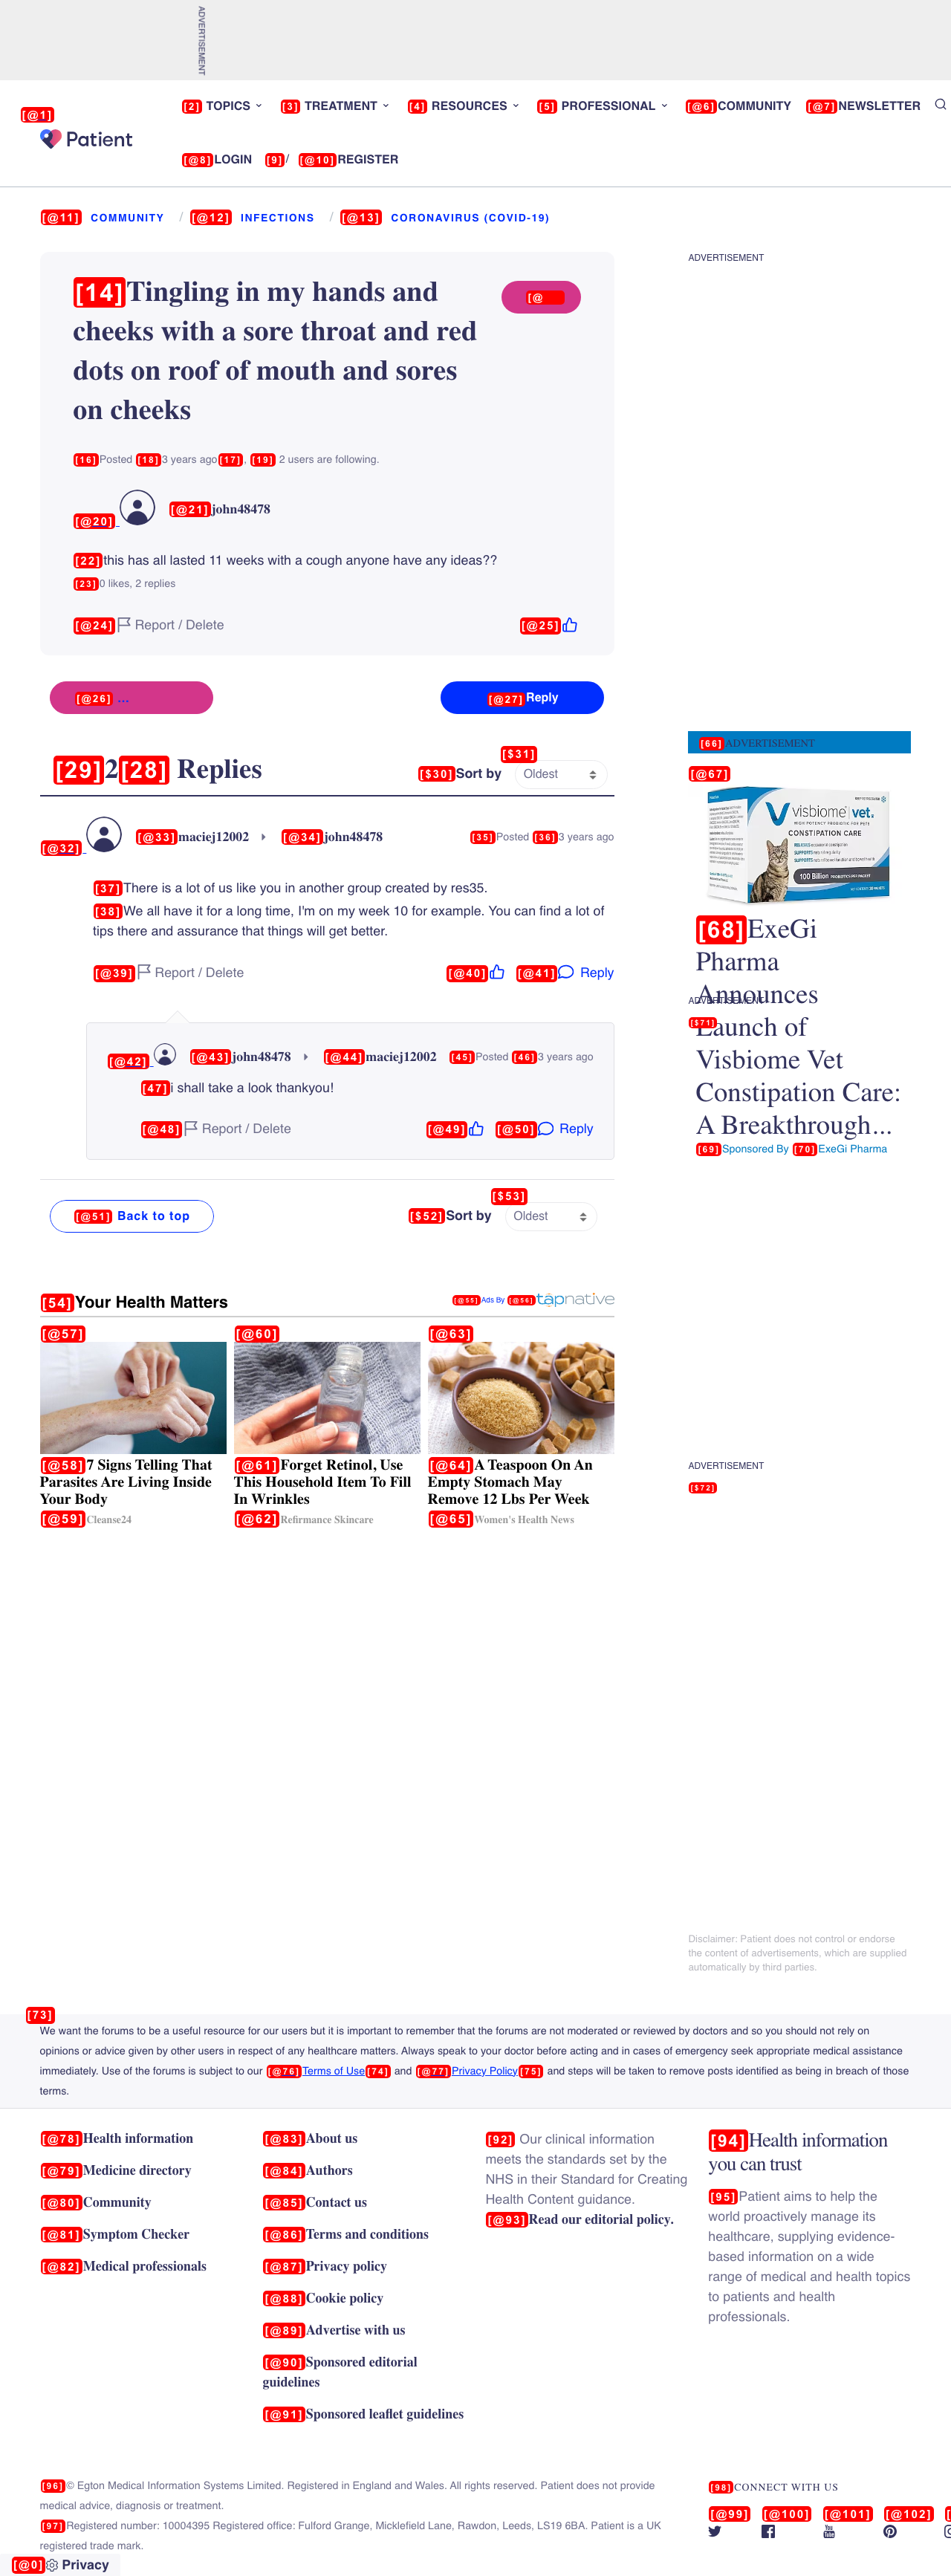 ADVERTISEMENT
[@1]
Patient
[2] TOPICS [3] TREATMENT [4] RESOURCES [5] PROFESSIONAL [@6]COMMUNITY [@7]NEWSLETTER
[@8]LOGIN [9]/ [@10]REGISTER
[@11] COMMUNITY / [@12] INFECTIONS / [@13] CORONAVIRUS (COVID-19)
ADVERTISEMENT
[14]Tingling in my hands and
cheeks with a sore throat and red
dots on roof of mouth and sores
on cheeks
[@
[16]Posted [18]3 years ago[17], [19] 2 users are following.
[@20] [@21]john48478
[22]this has all lasted 11 weeks with a cough anyone have any ideas??
[23]0 likes, 2 replies
[@24] Report / Delete [@25]
[@26] ... [@27]Reply
[29]2[28] Replies
[$30]Sort by [$31] Oldest
[@32] [@33]maciej12002 [@34]john48478 [35]Posted [36]3 years ago
[37]There is a lot of us like you in another group created by res35.
[38]We all have it for a long time, I'm on my week 10 for example. You can find a lot of
tips there and assurance that things will get better.
[@39] Report / Delete [@40] [@41] Reply
[@42] [@43]john48478 [@44]maciej12002 [45]Posted [46]3 years ago
[47]i shall take a look thankyou!
[@48] Report / Delete [@49] [@50] Reply
[@51] Back to top [$52]Sort by [$53] Oldest
[66]ADVERTISEMENT
[@67]
visbiome vet.
HIGH POTENCY PROBIOTIC FOR PETS
CONSTIPATION CARE
100 Billion
[68]ExeGi
Pharma
Announces
ADVERTISEMENT
[$71]
Launch of
Visbiome Vet
Constipation Care:
A Breakthrough...
[69]Sponsored By [70]ExeGi Pharma
[54]Your Health Matters [@55]Ads By [@56]tapnative
[@57] [@60] [@63]
[@58]7 Signs Telling That
Parasites Are Living Inside
Your Body
[@59]Cleanse24
[@61]Forget Retinol, Use
This Household Item To Fill
In Wrinkles
[@62]Refirmance Skincare
[@64]A Teaspoon On An
Empty Stomach May
Remove 12 Lbs Per Week
[@65]Women's Health News
ADVERTISEMENT
[$72]
Disclaimer: Patient does not control or endorse
the content of advertisements, which are supplied
automatically by third parties.
[73]
We want the forums to be a useful resource for our users but it is important to remember that the forums are not moderated or reviewed by doctors and so you should not rely on
opinions or advice given by other users in respect of any healthcare matters. Always speak to your doctor before acting and in cases of emergency seek appropriate medical assistance
immediately. Use of the forums is subject to our [@76]Terms of Use[74] and [@77]Privacy Policy[75] and steps will be taken to remove posts identified as being in breach of those
terms.
[@78]Health information
[@79]Medicine directory
[@80]Community
[@81]Symptom Checker
[@82]Medical professionals
[@83]About us
[@84]Authors
[@85]Contact us
[@86]Terms and conditions
[@87]Privacy policy
[@88]Cookie policy
[@89]Advertise with us
[@90]Sponsored editorial
guidelines
[@91]Sponsored leaflet guidelines
[92] Our clinical information
meets the standards set by the
NHS in their Standard for Creating
Health Content guidance.
[@93]Read our editorial policy.
[94]Health information
you can trust
[95]Patient aims to help the
world proactively manage its
healthcare, supplying evidence-
based information on a wide
range of medical and health topics
to patients and health
professionals.
[96]© Egton Medical Information Systems Limited. Registered in England and Wales. All rights reserved. Patient does not provide
medical advice, diagnosis or treatment.
[97]Registered number: 10004395 Registered office: Fulford Grange, Micklefield Lane, Rawdon, Leeds, LS19 6BA. Patient is a UK
registered trade mark.
[98]CONNECT WITH US
[@99] [@100] [@101] [@102] [
[@0] Privacy